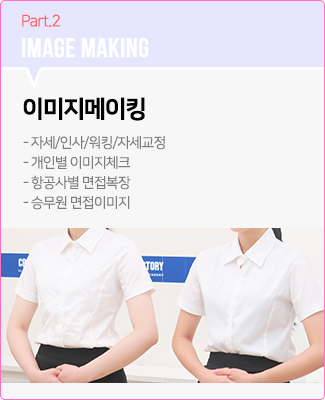 Part.2
IMAGE MAKING
이미지메이킹
- 자세/인사/워킹/자세교정
- 개인별 이미지체크
- 항공사별 면접복장
- 승무원 면접이미지